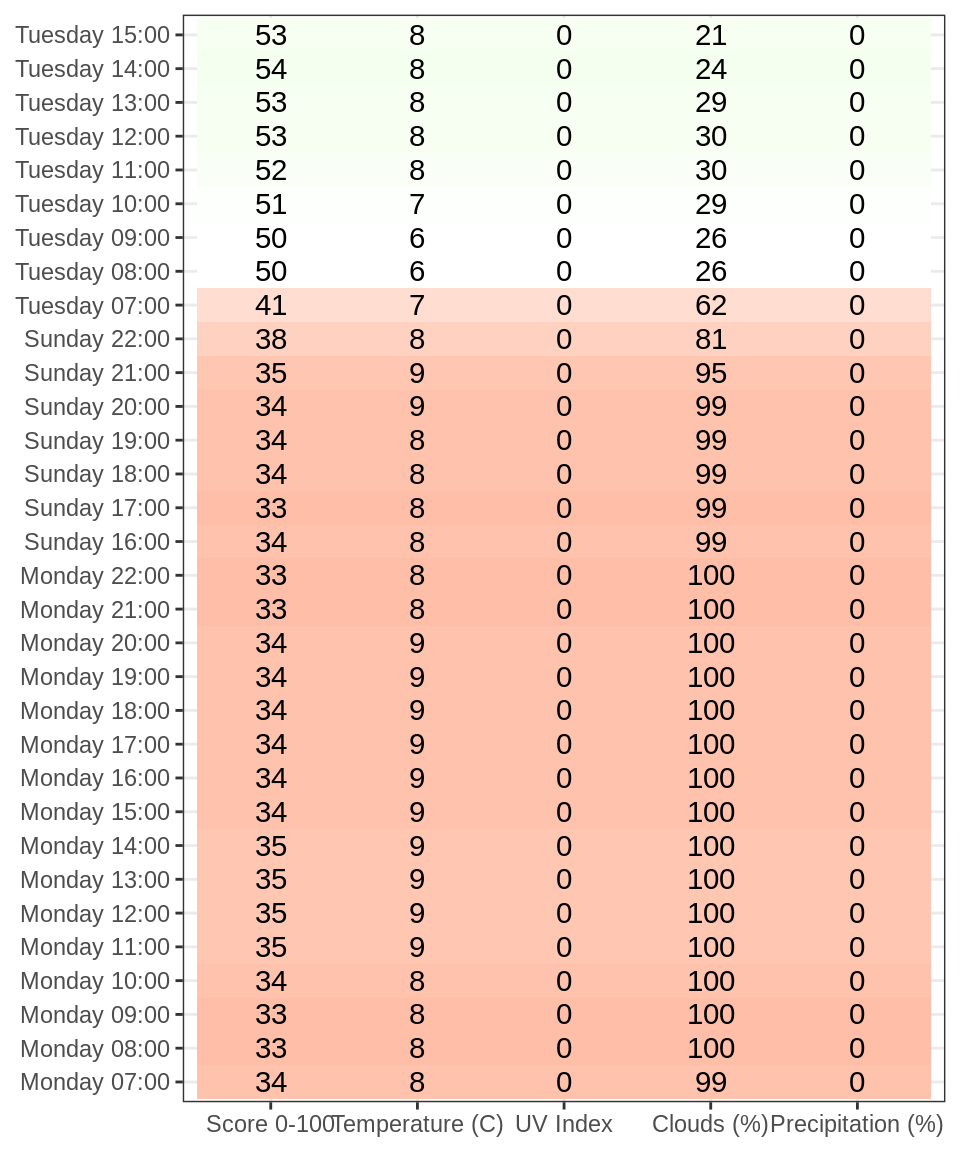 Tuesday 15:00 53 8 0 21 0
Tuesday 14:00 54 8 0 24 0
Tuesday 13:00 53 8 0 29 0
Tuesday 12:00 53 8 0 30 0
Tuesday 11:00 52 8 0 30 0
Tuesday 10:00 51 7 0 29 0
Tuesday 09:00 50 6 0 26 0
Tuesday 08:00 50 6 0 26 0
Tuesday 07:00 41 7 0 62 0
Sunday 22:00 38 8 0 81 0
Sunday 21:00 35 9 0 95 0
Sunday 20:00 34 9 0 99 0
Sunday 19:00 34 8 0 99 0
Sunday 18:00 34 8 0 99 0
Sunday 17:00 33 8 0 99 0
Sunday 16:00 34 8 0 99 0
Monday 22:00 33 8 0 100 0
Monday 21:00 33 8 0 100 0
Monday 20:00 34 9 0 100 0
Monday 19:00 34 9 0 100 0
Monday 18:00 34 9 0 100 0
Monday 17:00 34 9 0 100 0
Monday 16:00 34 9 0 100 0
Monday 15:00 34 9 0 100 0
Monday 14:00 35 9 0 100 0
Monday 13:00 35 9 0 100 0
Monday 12:00 35 9 0 100 0
Monday 11:00 35 9 0 100 0
Monday 10:00 34 8 0 100 0
Monday 09:00 33 8 0 100 0
Monday 08:00 33 8 0 100 0
Monday 07:00 34 8 0 99 0
Score 0-100 Temperature (C) UV Index Clouds (%) Precipitation (%)